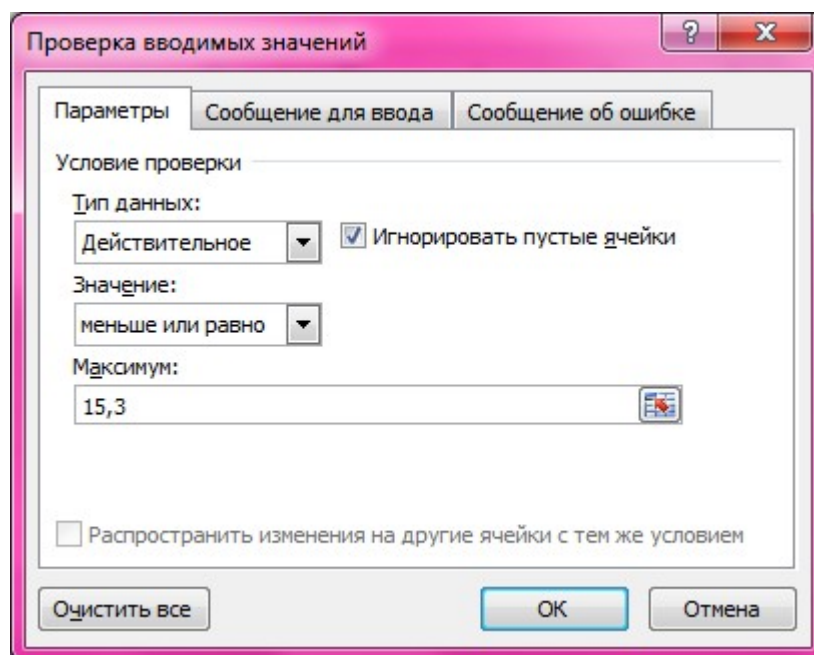 Проверка вводимых значений
Параметры Сообщение для ввода Сообщение об ошибке
Условие проверки
Тип данных:
Действительное Игнорировать пустые ячейки
Значение:
меньше или равно
Максимум:
15,3
Распространить изменения на другие ячейки с тем же условием
Очистить все ОК Отмена